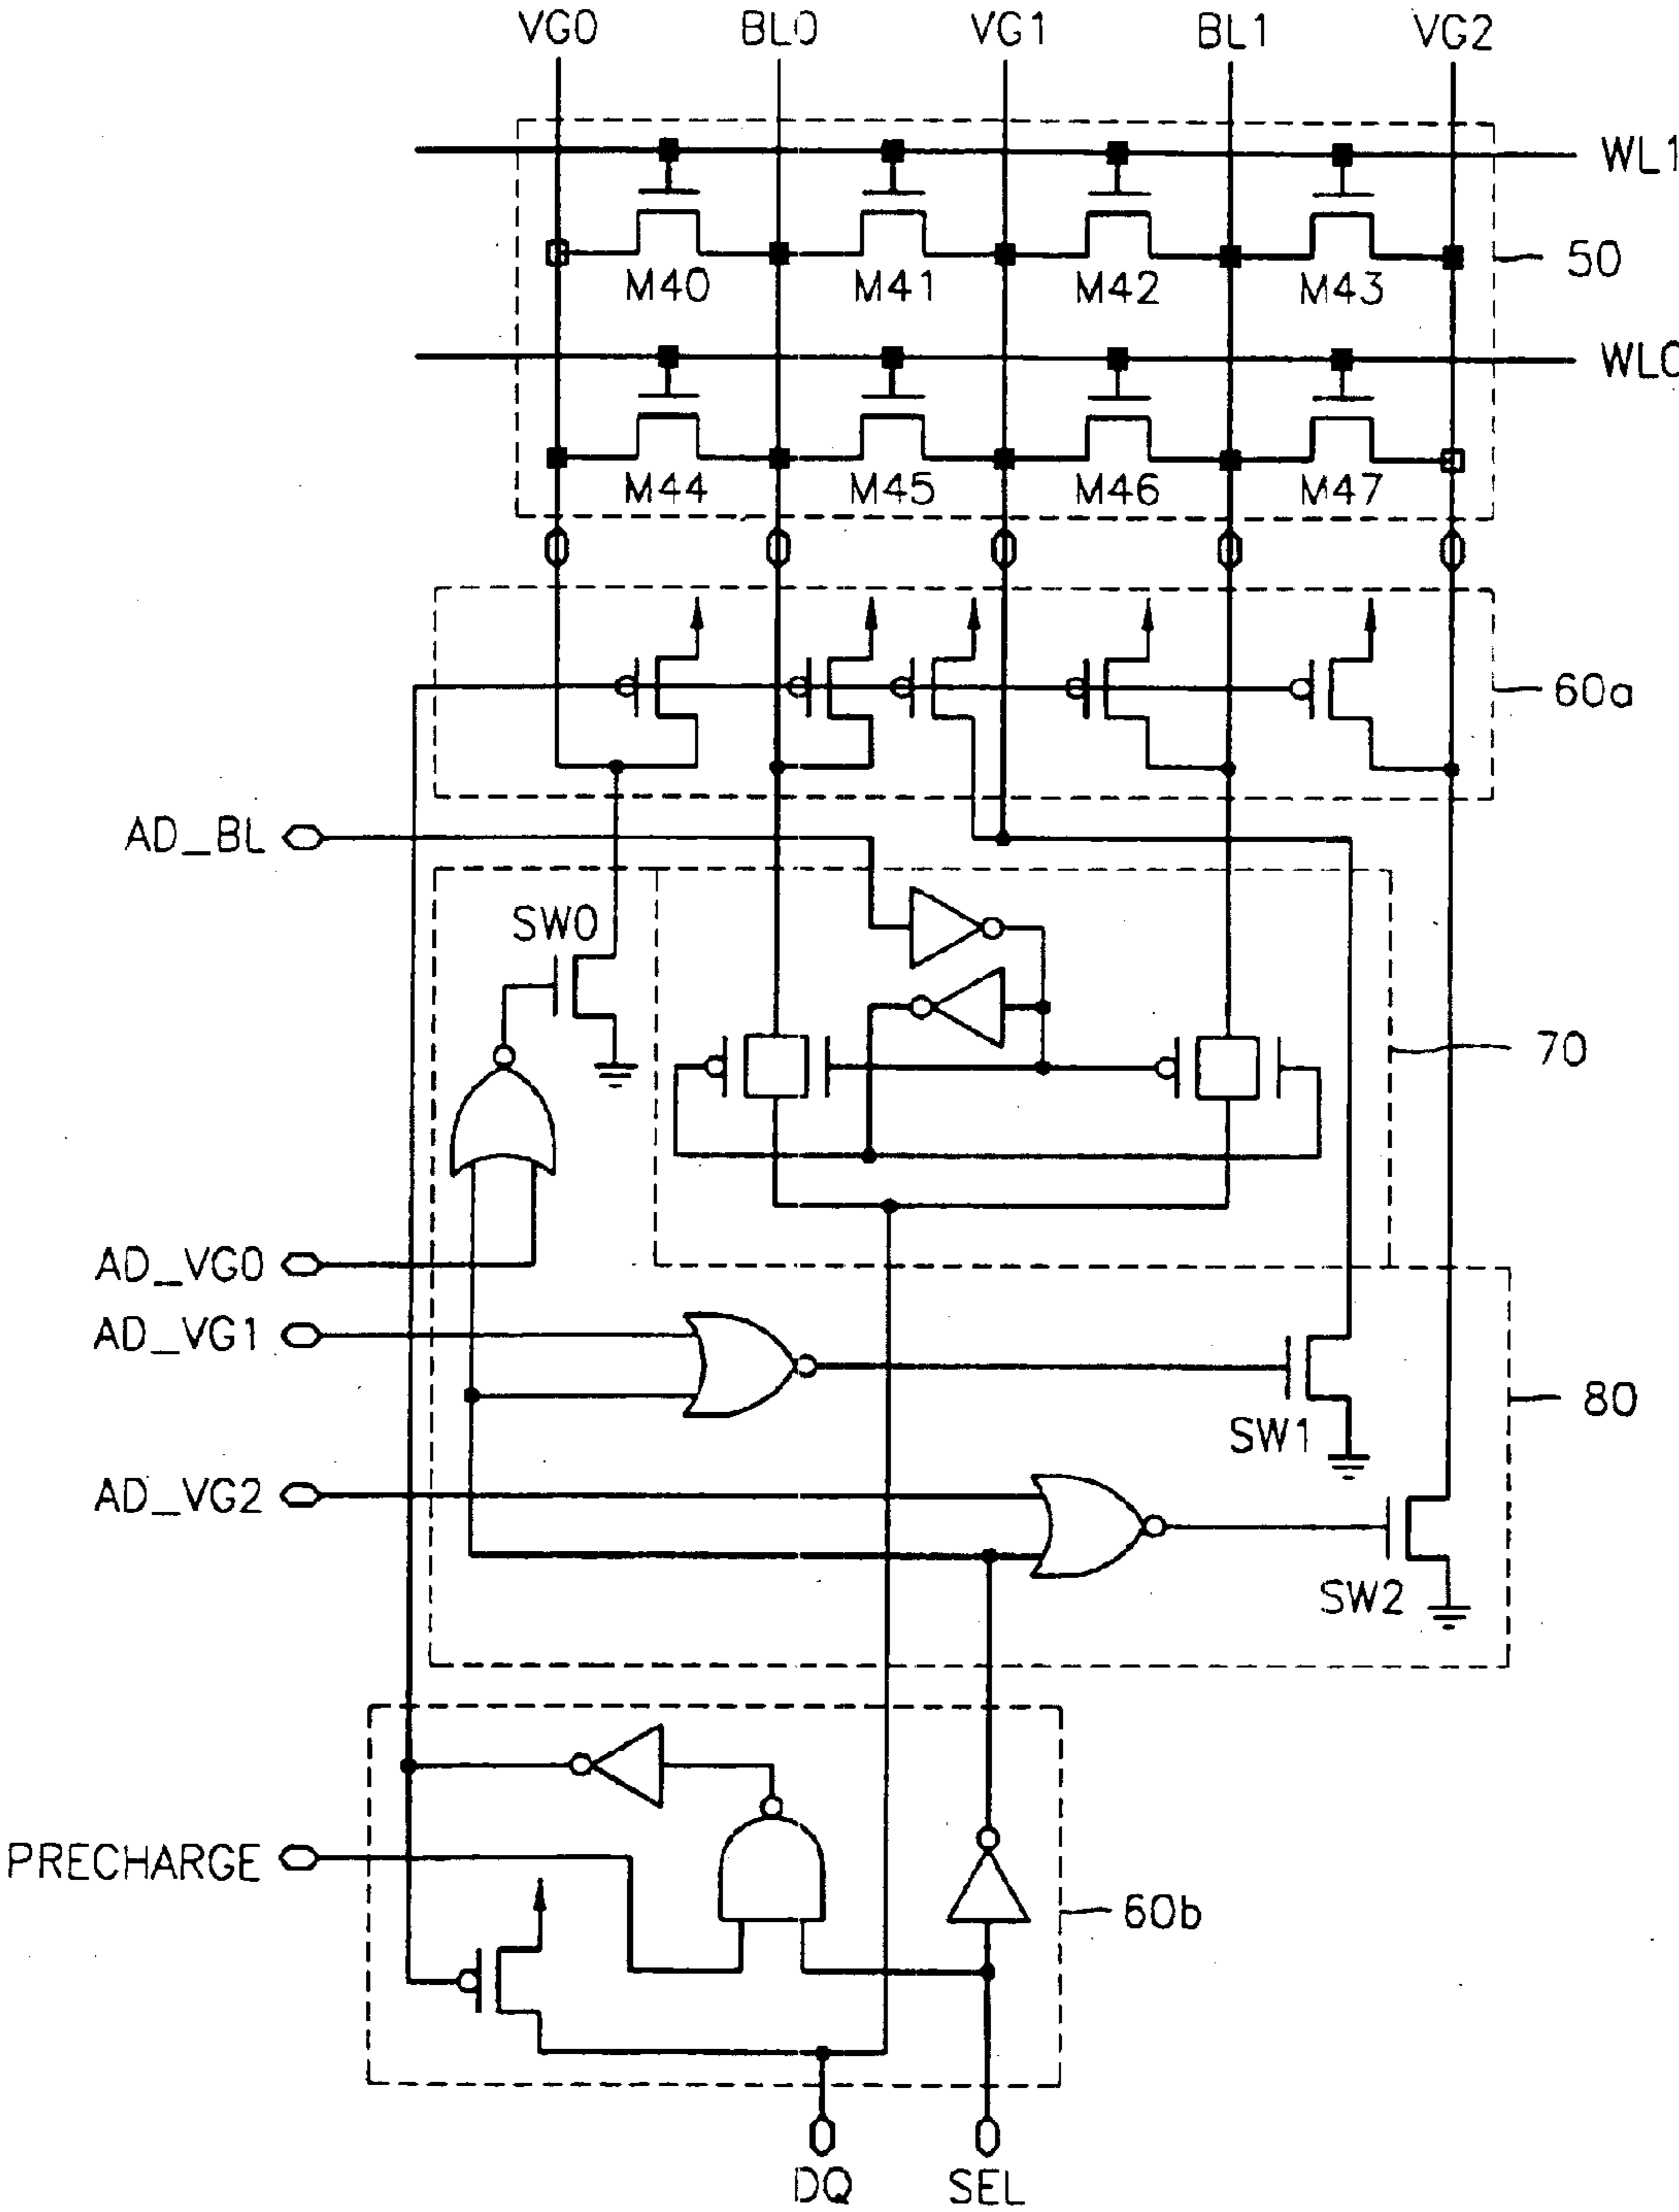 VG0 BL0 VG1 BL1 VG2
WL1
50
M40 M41 M42 M43
WL0
M44 M45 M46 M47
60a
AD_BL
SW0
70
AD_VG0
AD_VG1
80
SW1
AD_VG2
SW2
PRECHARGE
60b
DQ SEL